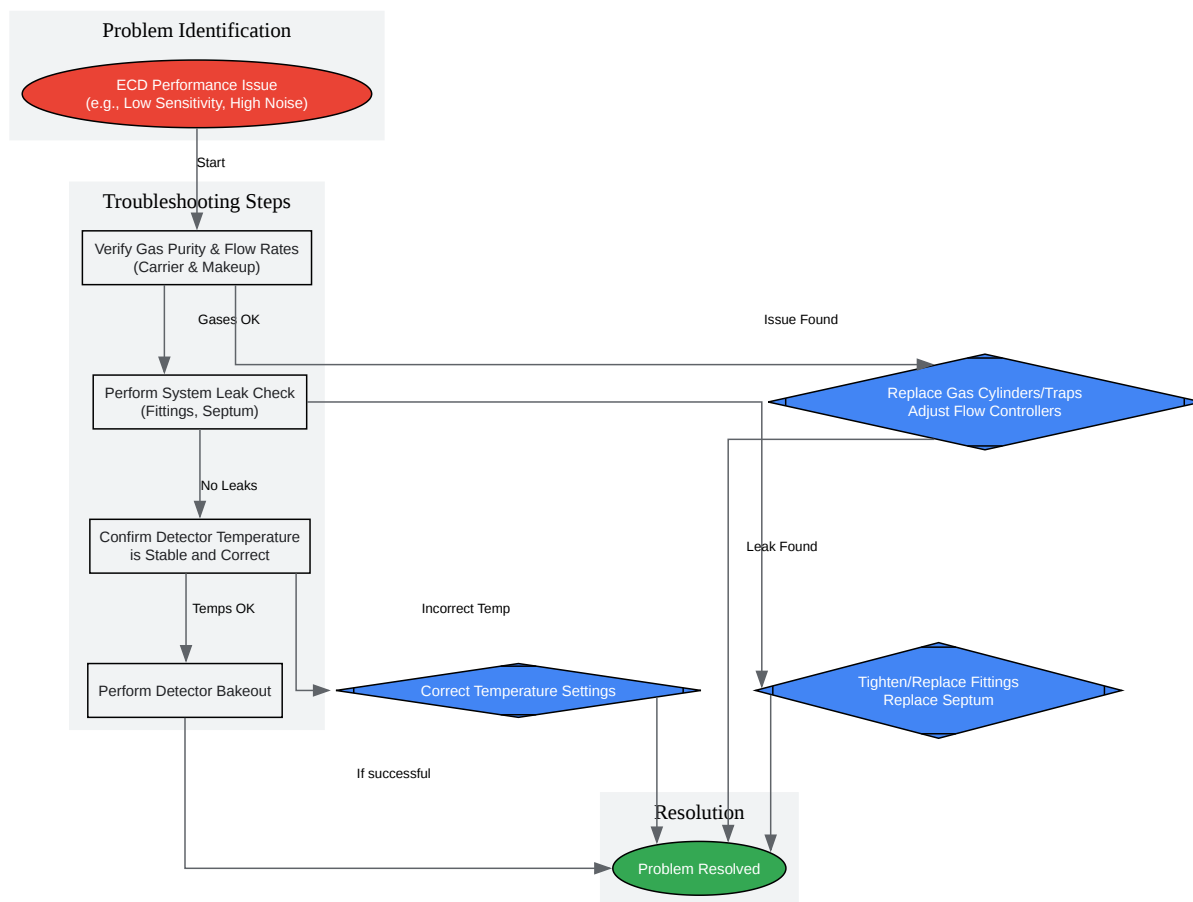 Problem Identification
ECD Performance Issue
(e.g., Low Sensitivity, High Noise)
Start
Troubleshooting Steps
Verify Gas Purity & Flow Rates
(Carrier & Makeup)
Gases OK
Issue Found
Perform System Leak Check
(Fittings, Septum)
Replace Gas Cylinders/Traps
Adjust Flow Controllers
No Leaks
Confirm Detector Temperature
is Stable and Correct
Leak Found
Temps OK
Incorrect Temp
Perform Detector Bakeout
Correct Temperature Settings
Tighten/Replace Fittings
Replace Septum
If successful
Resolution
Problem Resolved